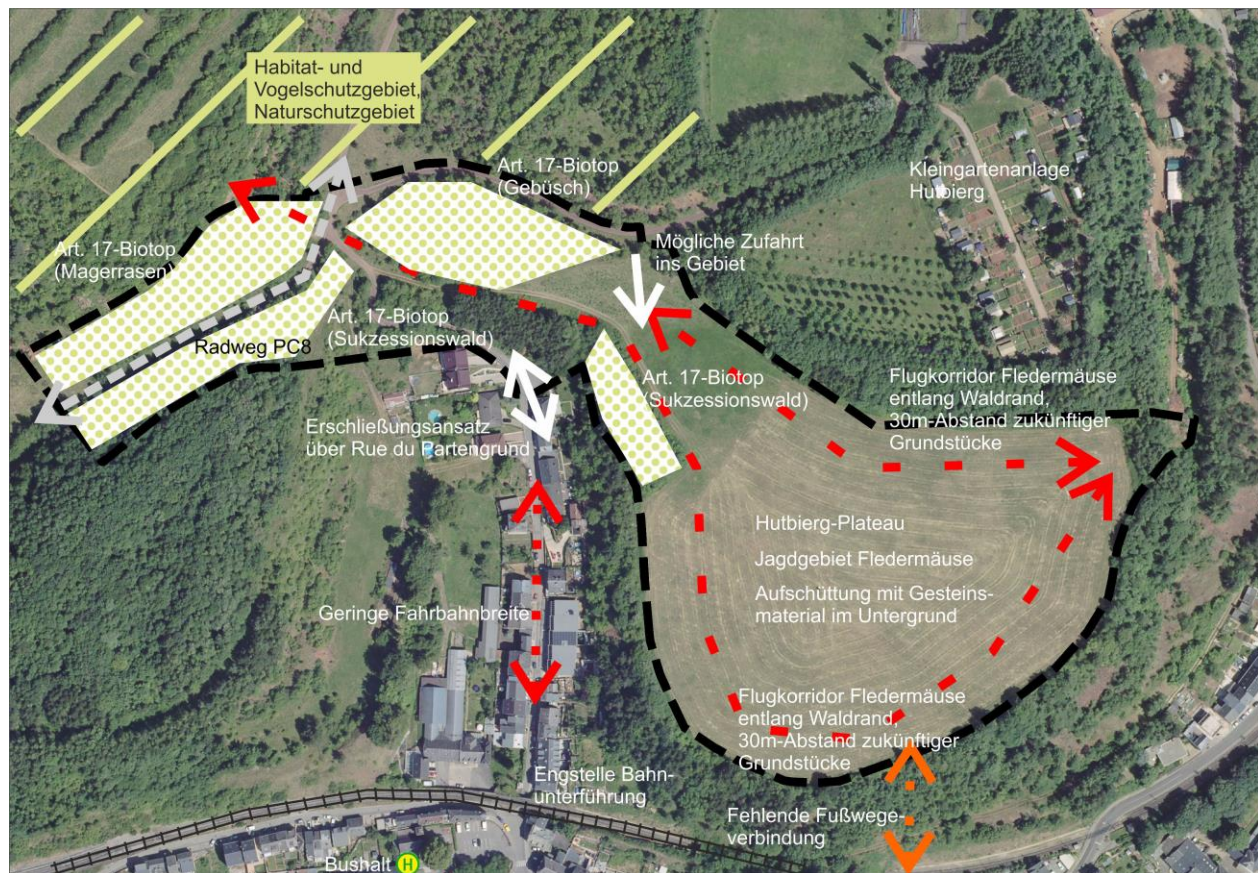 Habitat- und
Vogelschutzgebiet,
Naturschutzgebiet
Art. 17-Biotop
(Gebüsch)
Kleingartenanlage
Hutbierg
Art. 17-Biotop
(Magerrasen)
Mögliche Zufahrt
ins Gebiet
Art. 17-Biotop
(Sukzessionswald)
Radweg PC8
Art. 17-Biotop
(Sukzessionswald)
Flugkorridor Fledermäuse
entlang Waldrand,
30m-Abstand zukünftiger
Grundstücke
Erschließungsansatz
über Rue du Partengrund
Hutbierg-Plateau
Jagdgebiet Fledermäuse
Aufschüttung mit Gesteins-
material im Untergrund
Geringe Fahrbahnbreite
Flugkorridor Fledermäuse
entlang Waldrand,
30m-Abstand zukünftiger
Grundstücke
Engstelle Bahn-
unterführung
Fehlende Fußwege-
verbindung
Bushalt H